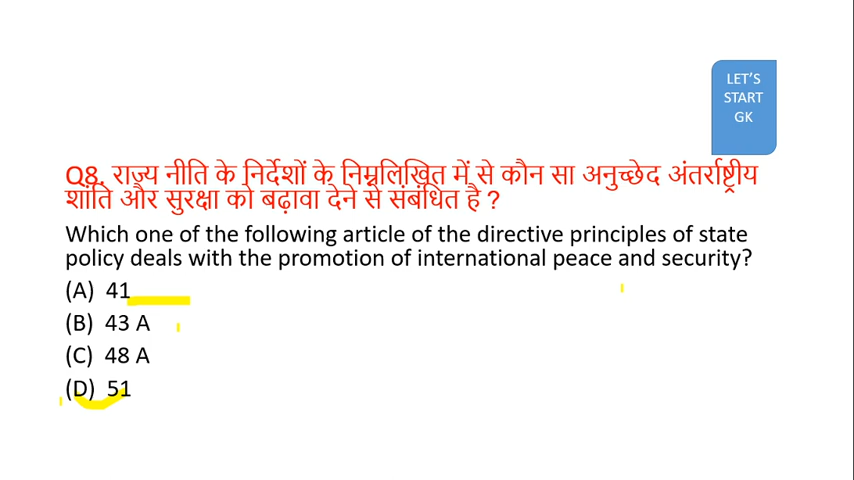 LET'S
START
GK
Q8. राज्य नीति के निर्देशों के निम्नलिखित में से कौन सा अनुच्छेद अंतर्राष्ट्रीय
शांति और सुरक्षा को बढ़ावा देने से संबंधित है ?
Which one of the following article of the directive principles of state
policy deals with the promotion of international peace and security?
(A) 41
(B) 43 A
(C) 48 A
(D) 51